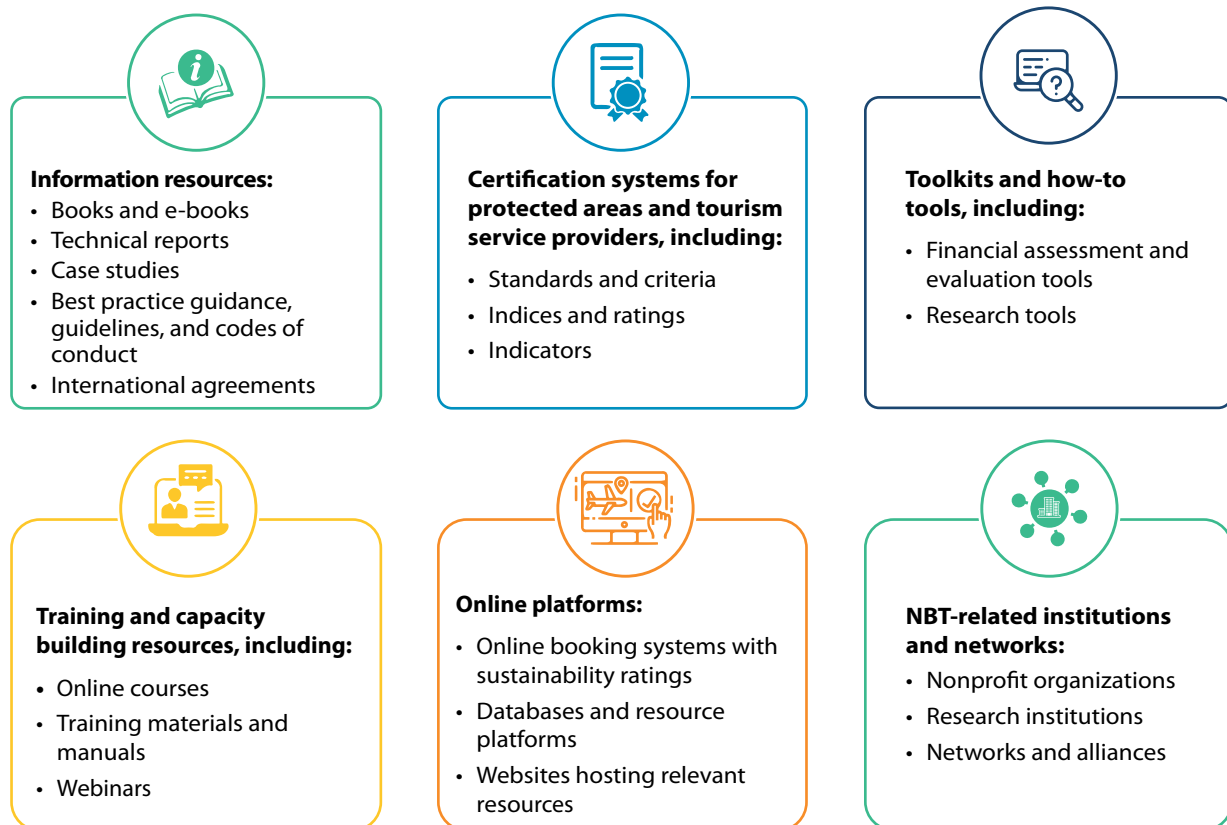 Information resources:
• Books and e-books
• Technical reports
• Case studies
• Best practice guidance,
guidelines, and codes of
conduct
• International agreements
Certification systems for
protected areas and tourism
service providers, including:
• Standards and criteria
• Indices and ratings
• Indicators
Toolkits and how-to
tools, including:
• Financial assessment and
evaluation tools
• Research tools
Training and capacity
building resources, including:
• Online courses
• Training materials and
manuals
• Webinars
Online platforms:
• Online booking systems with
sustainability ratings
• Databases and resource
platforms
• Websites hosting relevant
resources
NBT-related institutions
and networks:
• Nonprofit organizations
• Research institutions
• Networks and alliances